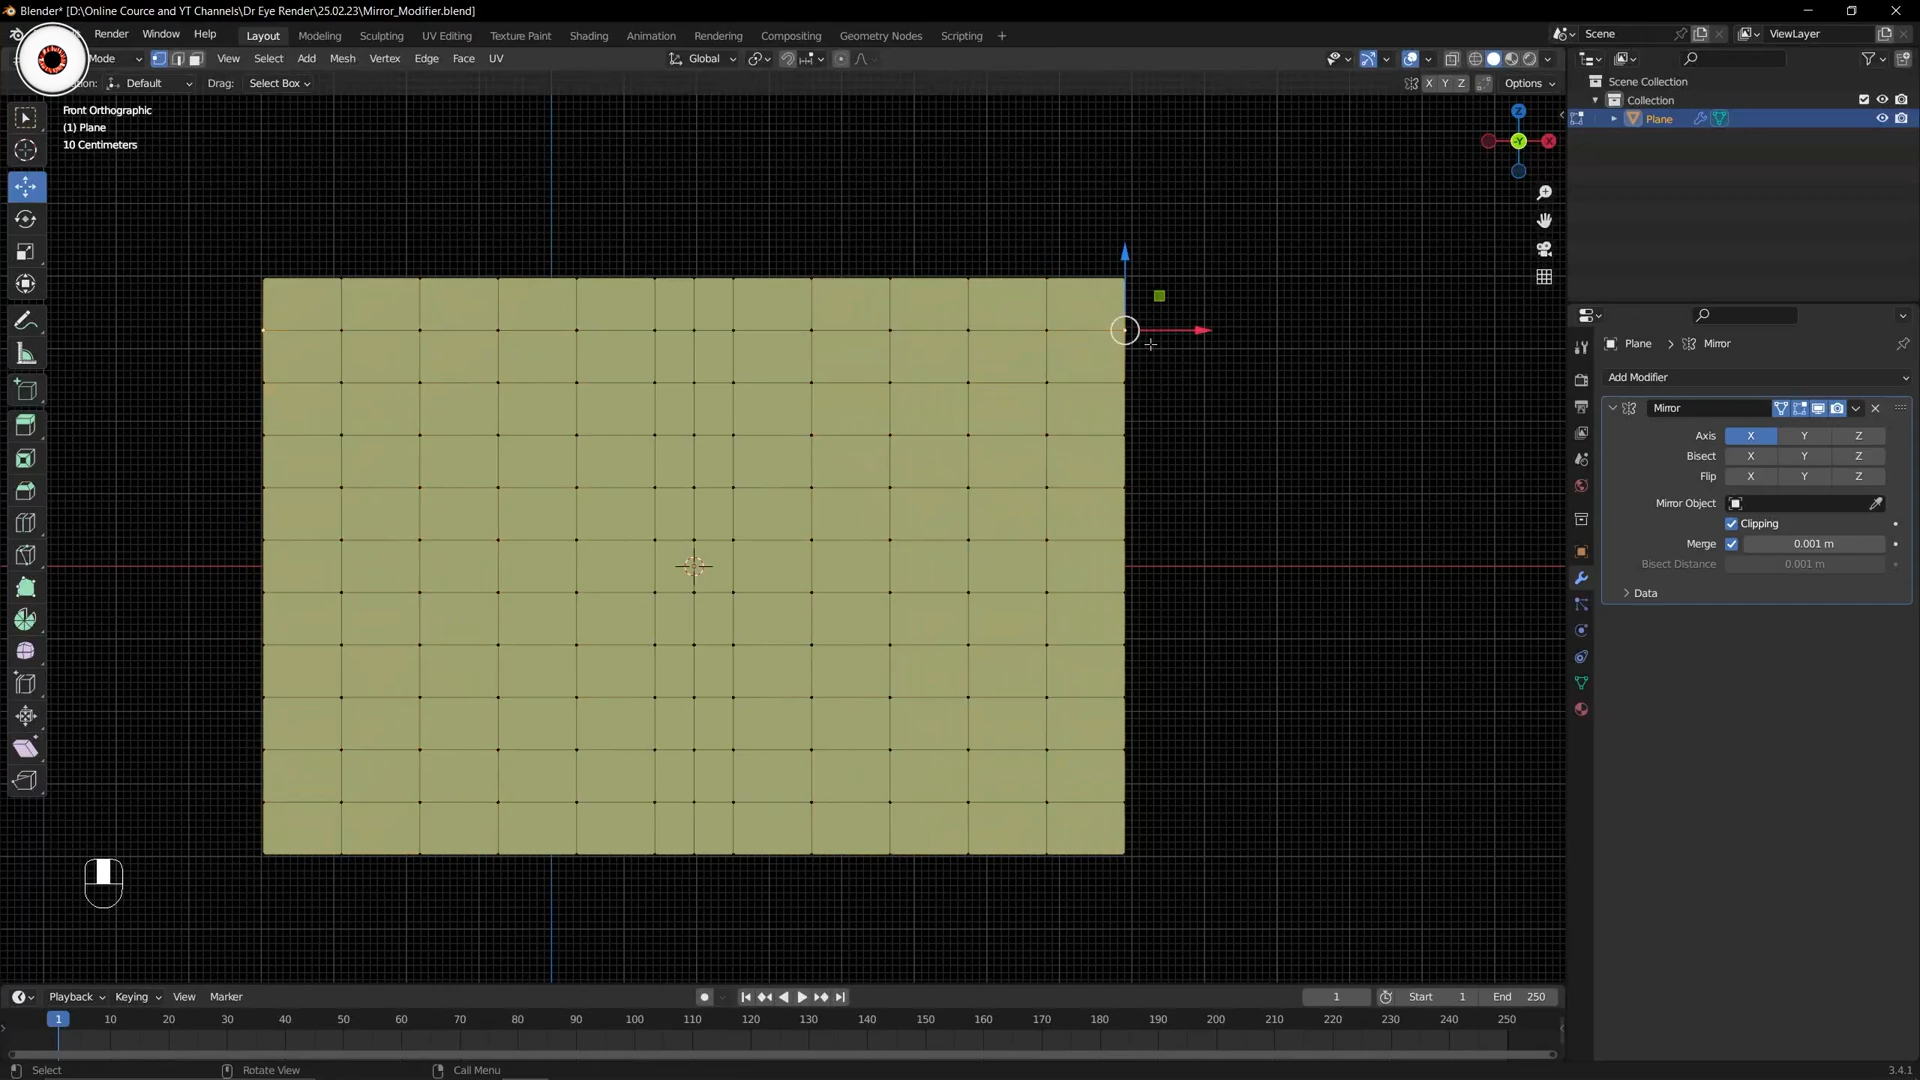 Blender* [D:\Online Cource and YT Channels\Dr Eye Render\25.02.23\Mirror_Modifier.blend]
Render Window Help Layout Modeling Sculpting UV Editing Texture Paint Shading Animation Rendering Compositing Geometry Nodes Scripting + Scene ViewLayer
Mode View Select Add Mesh Vertex Edge Face UV Global
Default Drag: Select Box X Y Z Options
Scene Collection
Collection
Plane
Front Orthographic
(1) Plane
10 Centimeters
Z
-Y
X
Plane > Mirror
Add Modifier
Mirror
Axis X Y Z
Bisect X Y Z
Flip X Y Z
Mirror Object
Clipping
Merge 0.001 m
Bisect Distance 0.001 m
Data
Playback Keying View Marker 1 Start 1 End 250
1 10 20 30 40 50 60 70 80 90 100 110 120 130 140 150 160 170 180 190 200 210 220 230 240 250
Select Rotate View Call Menu 3.4.1